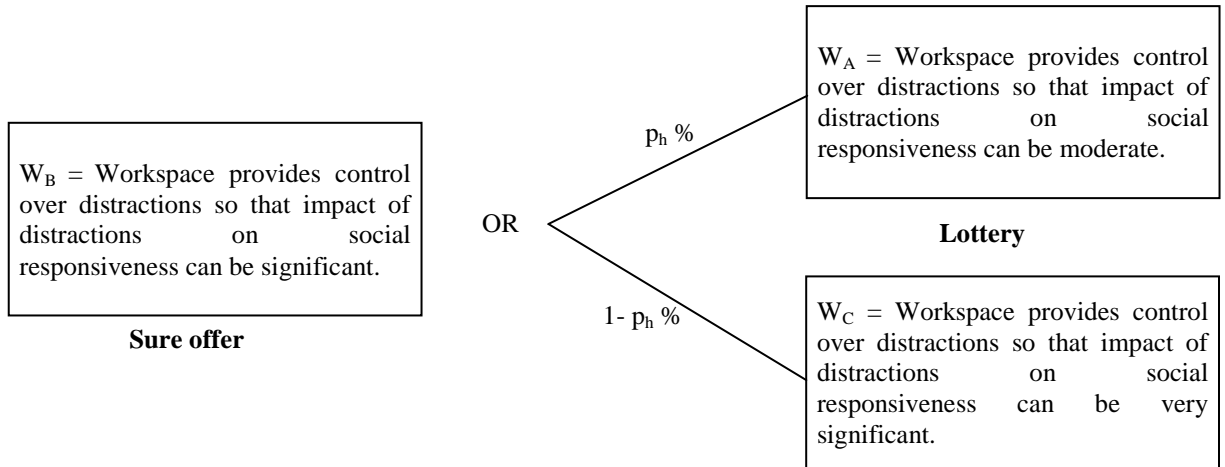 W_B = Workspace provides control
over distractions so that impact of
distractions on social
responsiveness can be significant.
Sure offer
OR
p_h %
1- p_h %
W_A = Workspace provides control
over distractions so that impact of
distractions on social
responsiveness can be moderate.
Lottery
W_C = Workspace provides control
over distractions so that impact of
distractions on social
responsiveness can be very
significant.